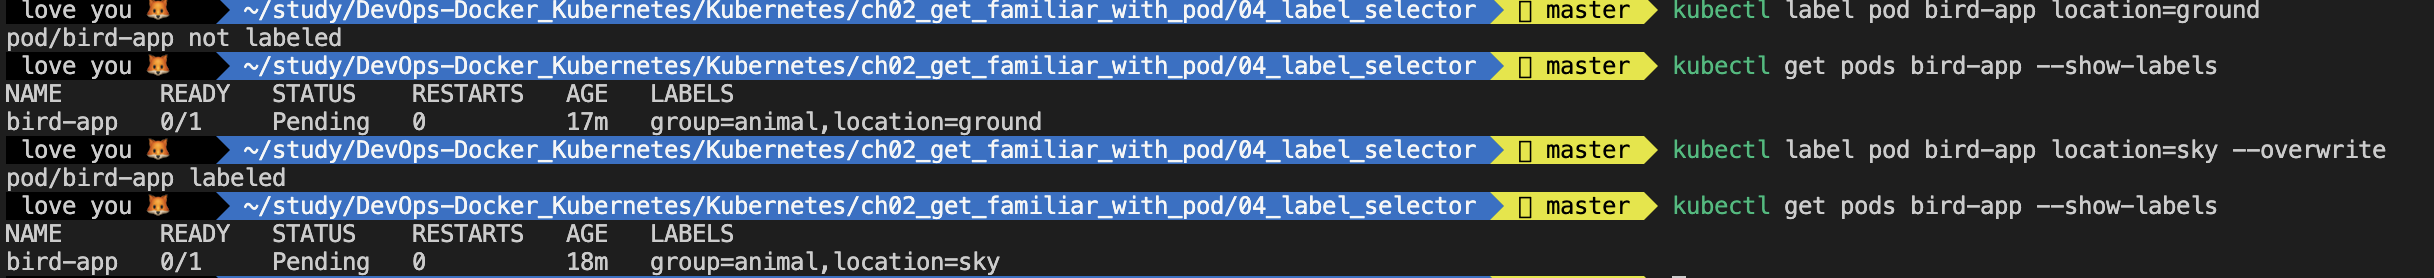 love you 🦊 ~/study/DevOps-Docker_Kubernetes/Kubernetes/ch02_get_familiar_with_pod/04_label_selector master kubectl label pod bird-app location=ground
pod/bird-app not labeled
love you 🦊 ~/study/DevOps-Docker_Kubernetes/Kubernetes/ch02_get_familiar_with_pod/04_label_selector master kubectl get pods bird-app --show-labels
NAME READY STATUS RESTARTS AGE LABELS
bird-app 0/1 Pending 0 17m group=animal,location=ground
love you 🦊 ~/study/DevOps-Docker_Kubernetes/Kubernetes/ch02_get_familiar_with_pod/04_label_selector master kubectl label pod bird-app location=sky --overwrite
pod/bird-app labeled
love you 🦊 ~/study/DevOps-Docker_Kubernetes/Kubernetes/ch02_get_familiar_with_pod/04_label_selector master kubectl get pods bird-app --show-labels
NAME READY STATUS RESTARTS AGE LABELS
bird-app 0/1 Pending 0 18m group=animal,location=sky